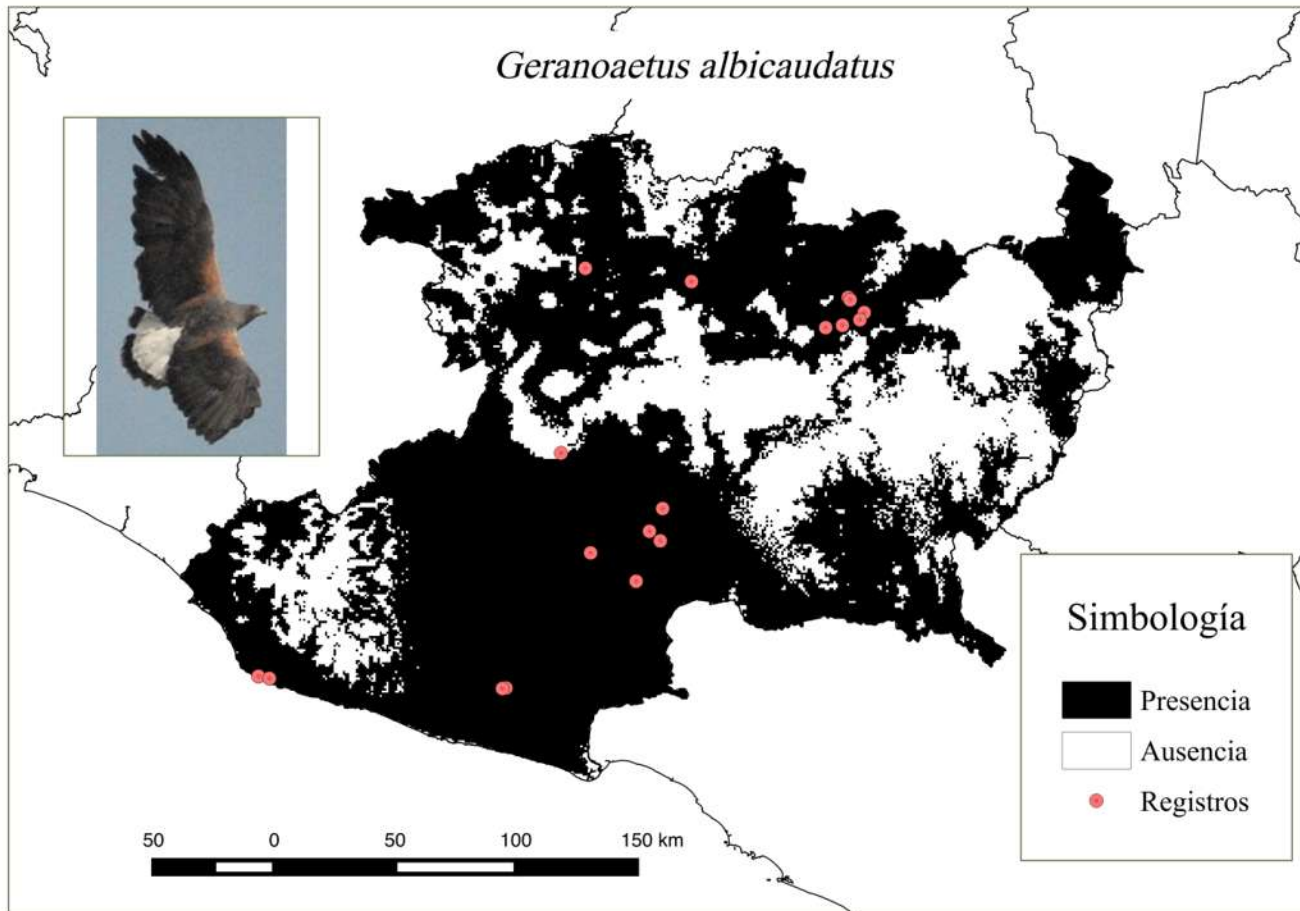 Geranoaetus albicaudatus
Simbología
Presencia
Ausencia
Registros
50 0 50 100 150 km